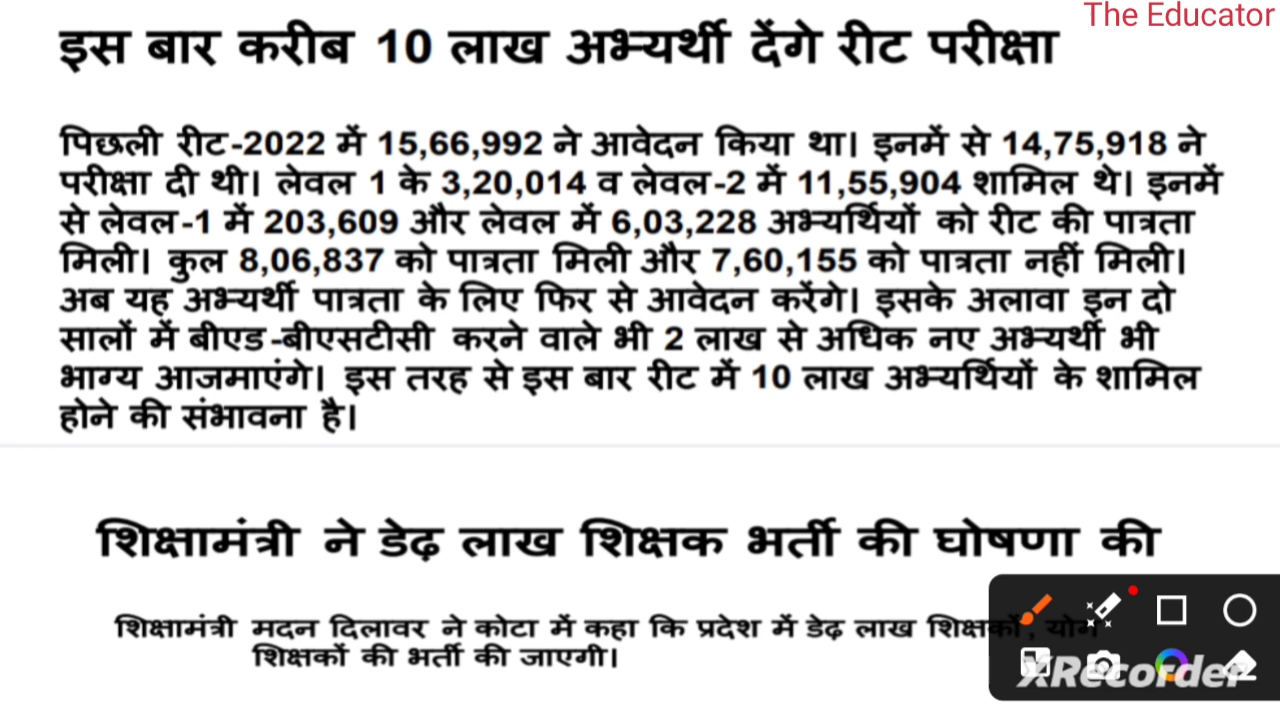 The Educator
इस बार करीब 10 लाख अभ्यर्थी देंगे रीट परीक्षा
पिछली रीट-2022 में 15,66,992 ने आवेदन किया था। इनमें से 14,75,918 ने
परीक्षा दी थी। लेवल 1 के 3,20,014 व लेवल-2 में 11,55,904 शामिल थे। इनमें
से लेवल-1 में 203,609 और लेवल में 6,03,228 अभ्यर्थियों को रीट की पात्रता
मिली। कुल 8,06,837 को पात्रता मिली और 7,60,155 को पात्रता नहीं मिली।
अब यह अभ्यर्थी पात्रता के लिए फिर से आवेदन करेंगे। इसके अलावा इन दो
सालों में बीएड-बीएसटीसी करने वाले भी 2 लाख से अधिक नए अभ्यर्थी भी
भाग्य आजमाएंगे। इस तरह से इस बार रीट में 10 लाख अभ्यर्थियों के शामिल
होने की संभावना है।
शिक्षामंत्री ने डेढ़ लाख शिक्षक भर्ती की घोषणा की
शिक्षामंत्री मदन दिलावर ने कोटा में कहा कि प्रदेश में डेढ़ लाख शिक्षकों,
शिक्षकों की भर्ती की जाएगी।
XRecorder